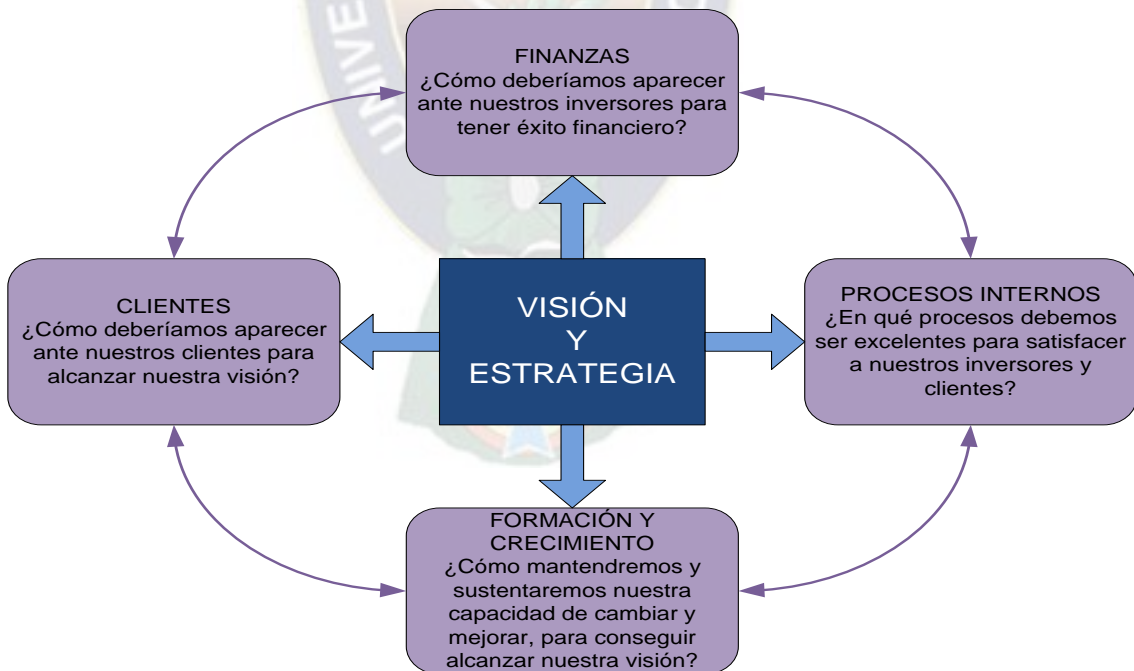 FINANZAS
¿Cómo deberíamos aparecer
ante nuestros inversores para
tener éxito financiero?
CLIENTES
¿Cómo deberíamos aparecer
ante nuestros clientes para
alcanzar nuestra visión?
VISIÓN
Y
ESTRATEGIA
PROCESOS INTERNOS
¿En qué procesos debemos
ser excelentes para satisfacer
a nuestros inversores y
clientes?
FORMACIÓN Y
CRECIMIENTO
¿Cómo mantendremos y
sustentaremos nuestra
capacidad de cambiar y
mejorar, para conseguir
alcanzar nuestra visión?